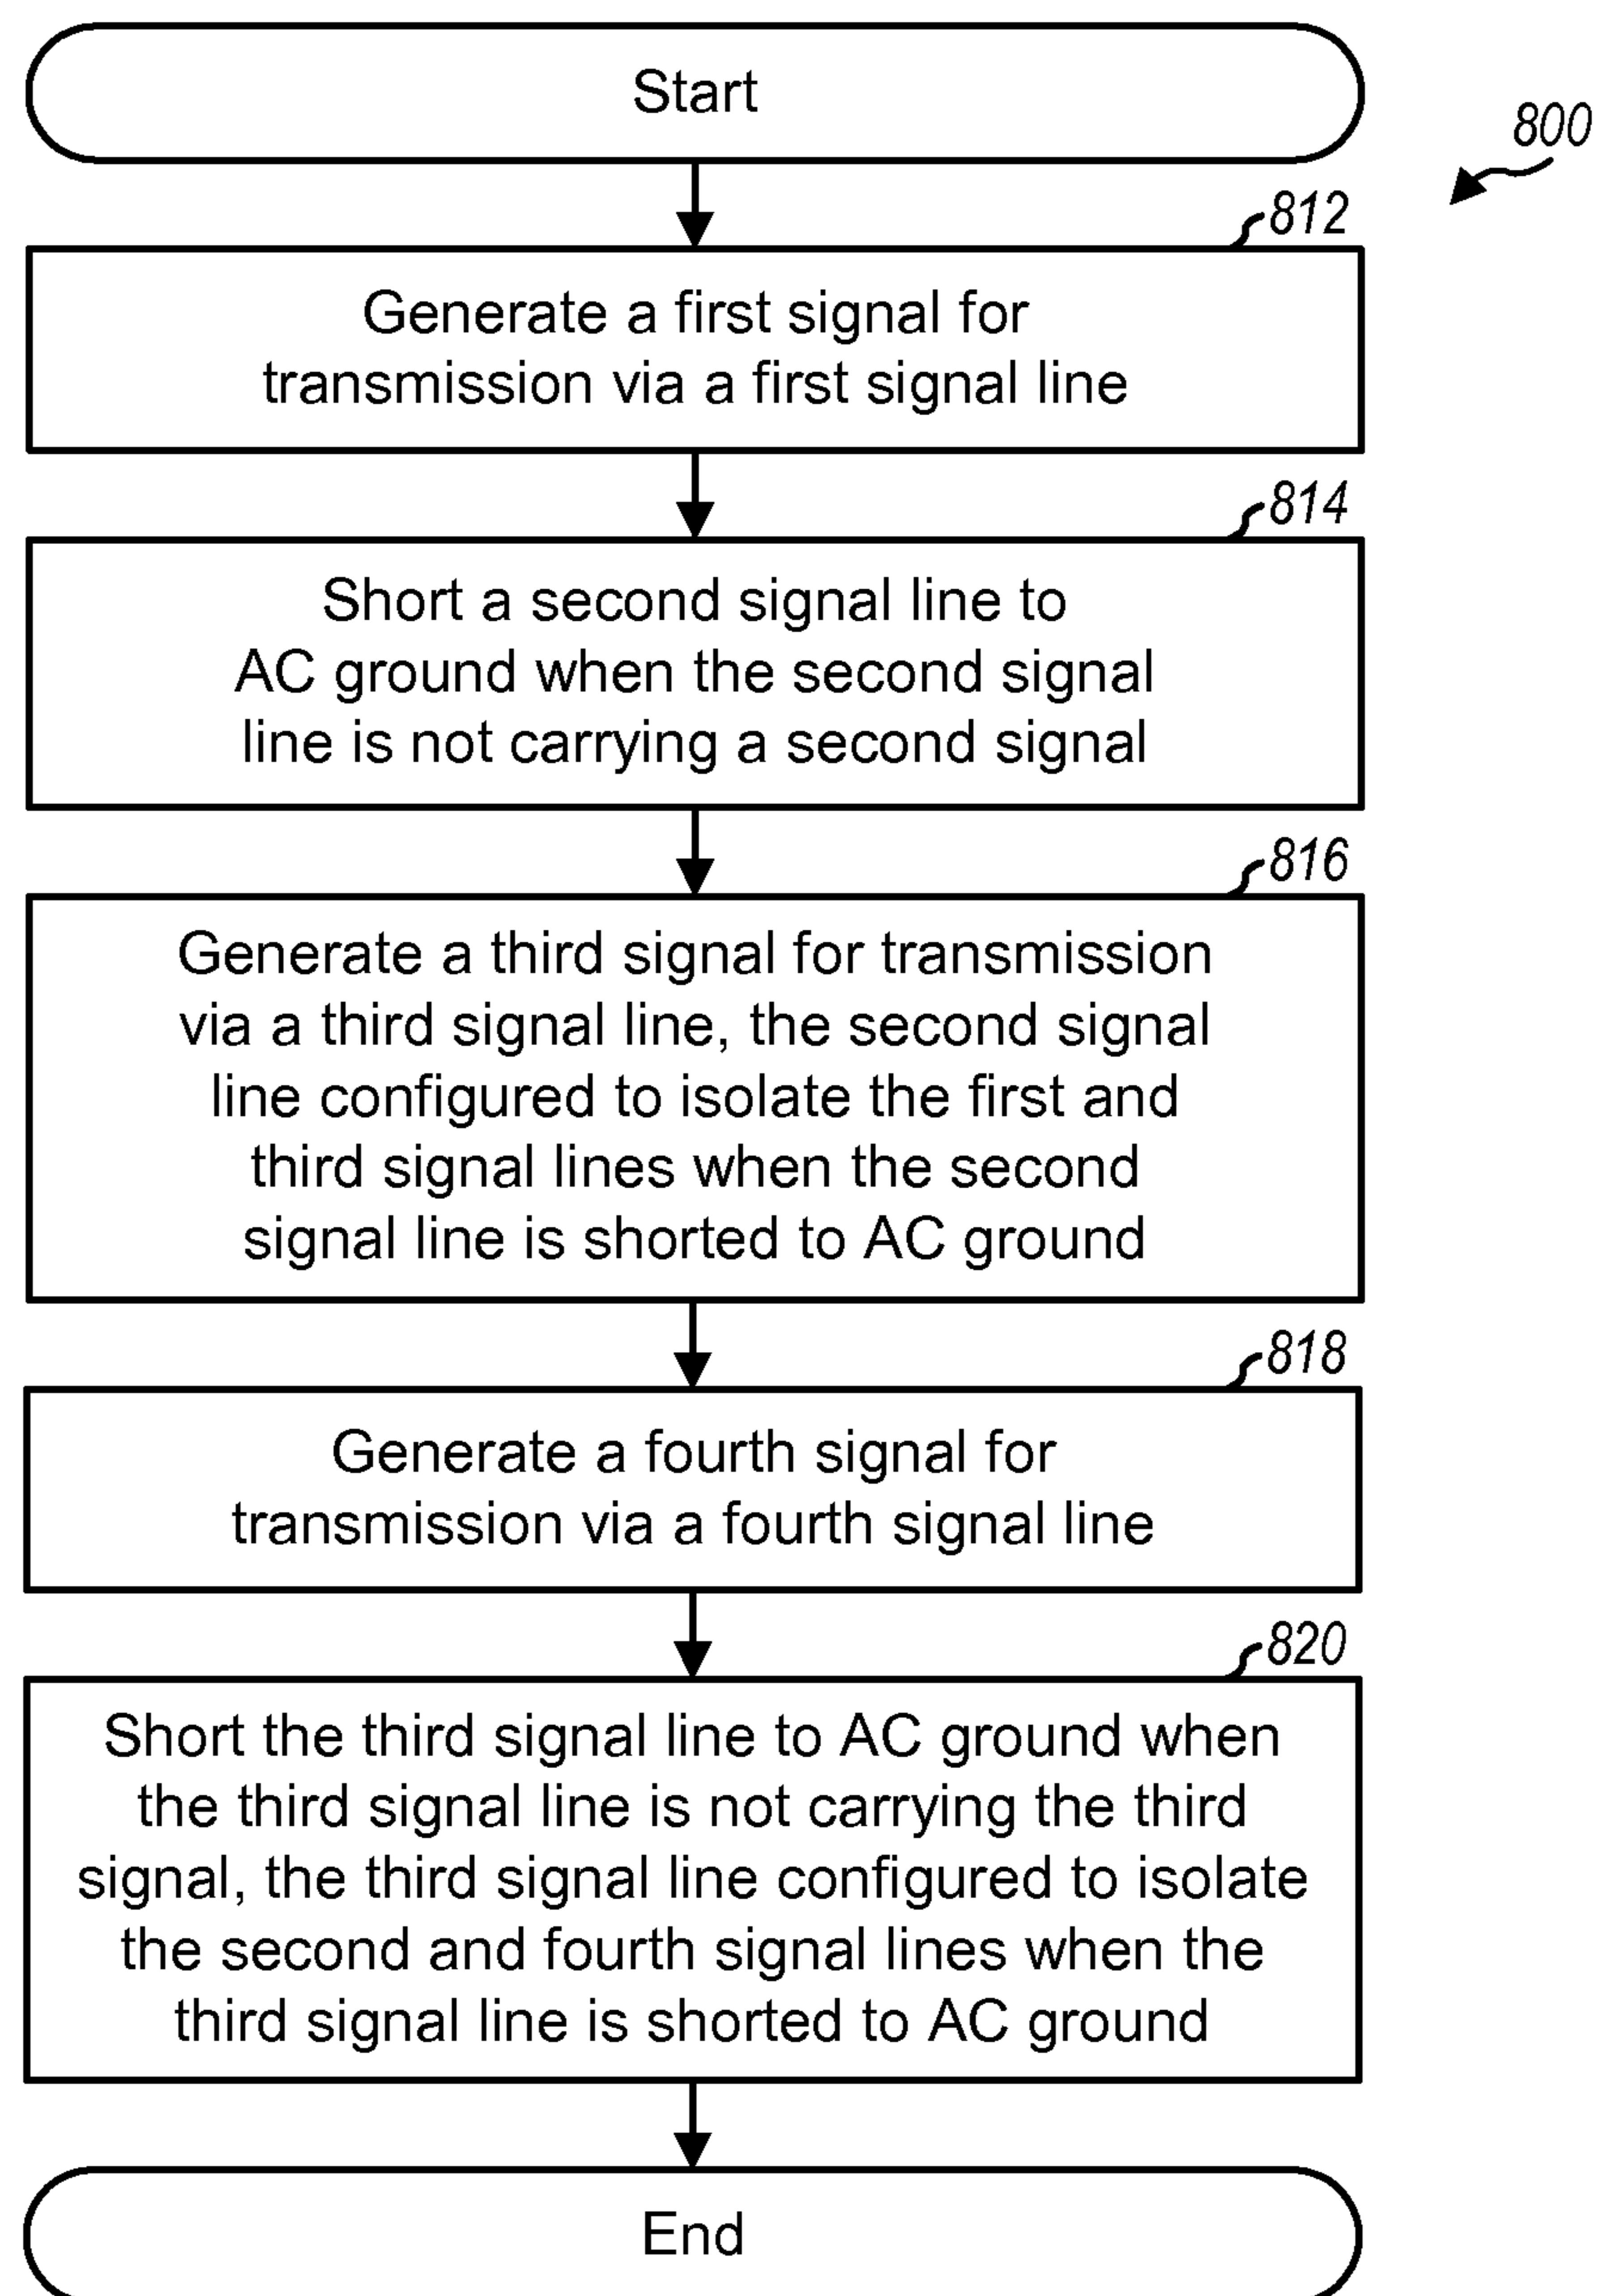 Start
800
812
Generate a first signal for
transmission via a first signal line
814
Short a second signal line to
AC ground when the second signal
line is not carrying a second signal
816
Generate a third signal for transmission
via a third signal line, the second signal
line configured to isolate the first and
third signal lines when the second
signal line is shorted to AC ground
818
Generate a fourth signal for
transmission via a fourth signal line
820
Short the third signal line to AC ground when
the third signal line is not carrying the third
signal, the third signal line configured to isolate
the second and fourth signal lines when the
third signal line is shorted to AC ground
End